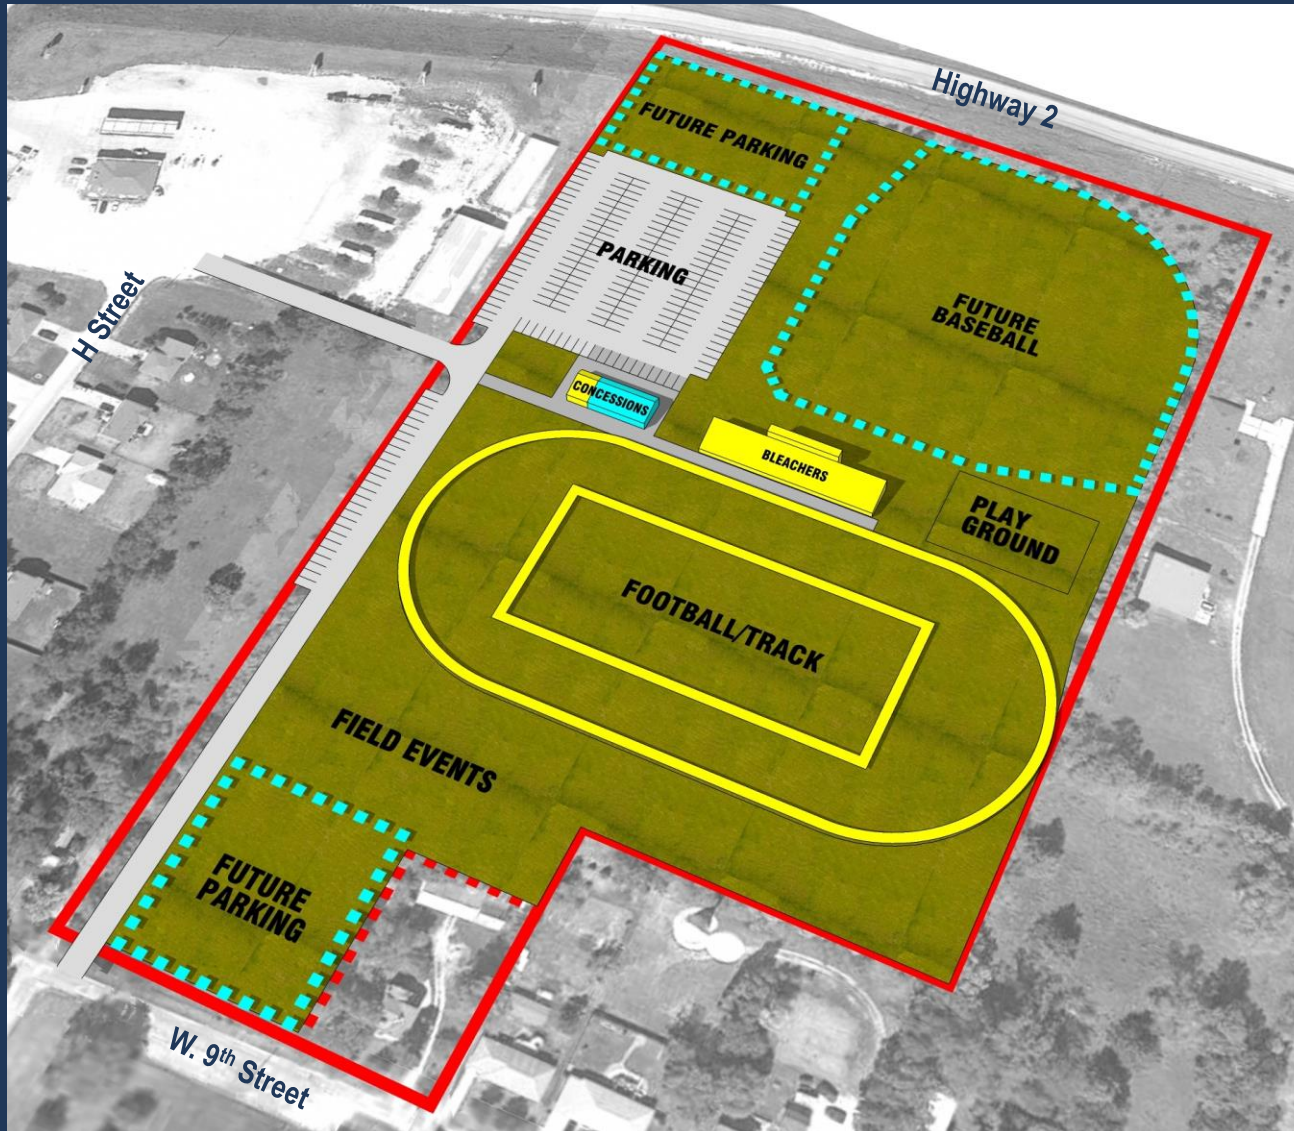 Highway 2
FUTURE PARKING
PARKING
FUTURE
BASEBALL
H Street
CONCESSIONS
BLEACHERS
PLAY
GROUND
FOOTBALL/TRACK
FIELD EVENTS
FUTURE
PARKING
W. 9th Street